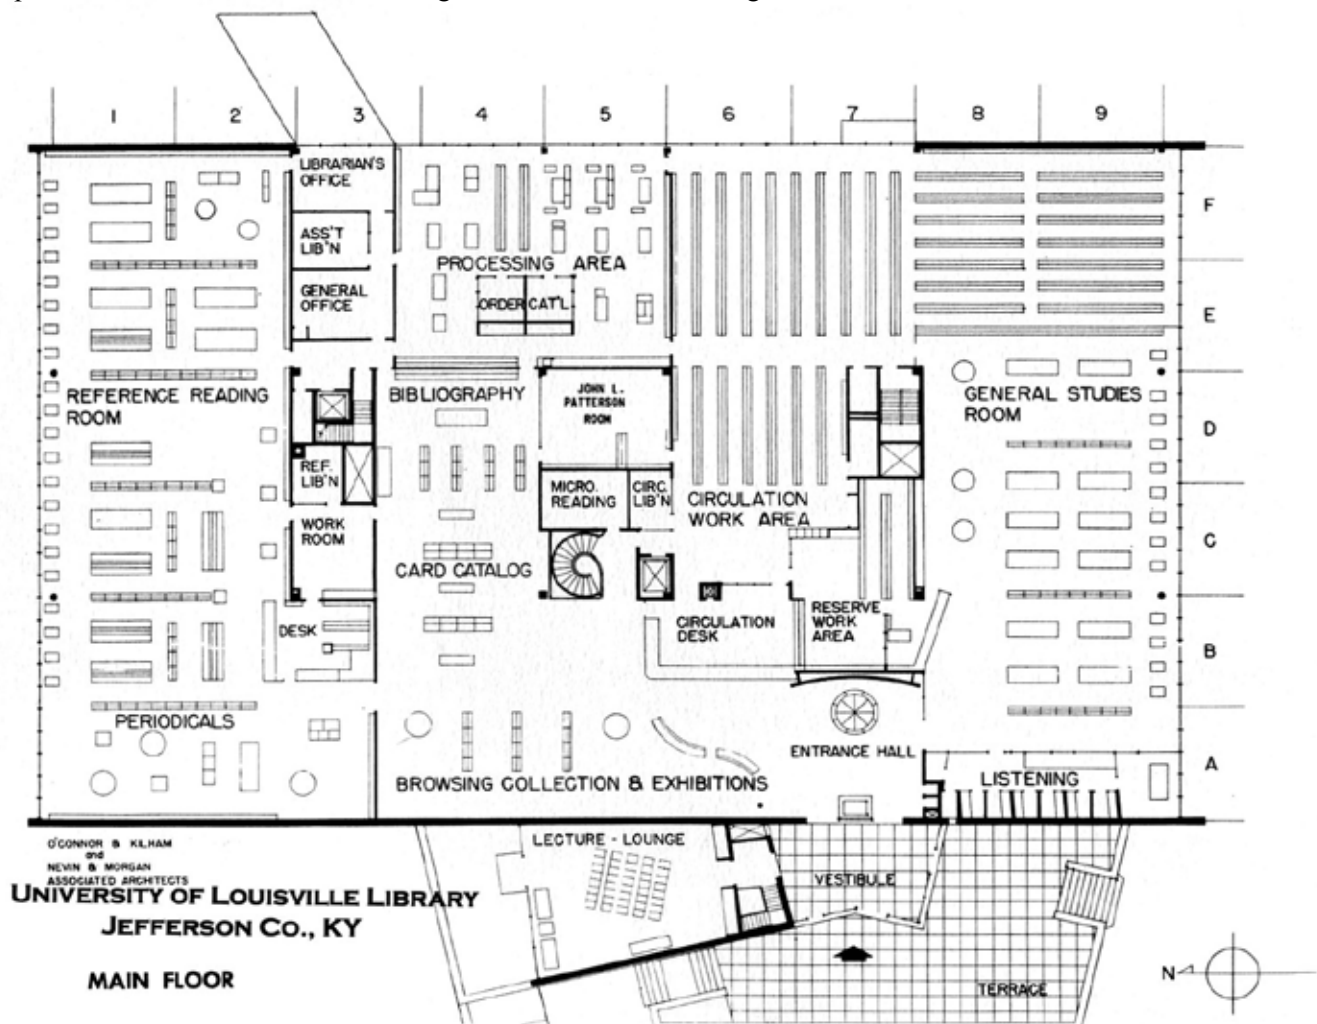 1 2 3 4 5 6 7 8 9
LIBRARIAN'S
OFFICE
ASS'T
LIB'N
GENERAL
OFFICE
PROCESSING AREA
ORDER CAT'L
F
E
D
C
B
A
REFERENCE READING
ROOM
BIBLIOGRAPHY
JOHN L.
PATTERSON
ROOM
GENERAL STUDIES
ROOM
REF.
LIB'N
WORK
ROOM
MICRO.
READING
CIRC.
LIB'N
CIRCULATION
WORK AREA
CARD CATALOG
DESK
CIRCULATION
DESK
RESERVE
WORK
AREA
PERIODICALS
ENTRANCE HALL
BROWSING COLLECTION & EXHIBITIONS
LISTENING
LECTURE - LOUNGE
VESTIBULE
TERRACE
N
O'CONNOR & KILHAM
and
NEVIN & MORGAN
ASSOCIATED ARCHITECTS
UNIVERSITY OF LOUISVILLE LIBRARY
JEFFERSON CO., KY
MAIN FLOOR